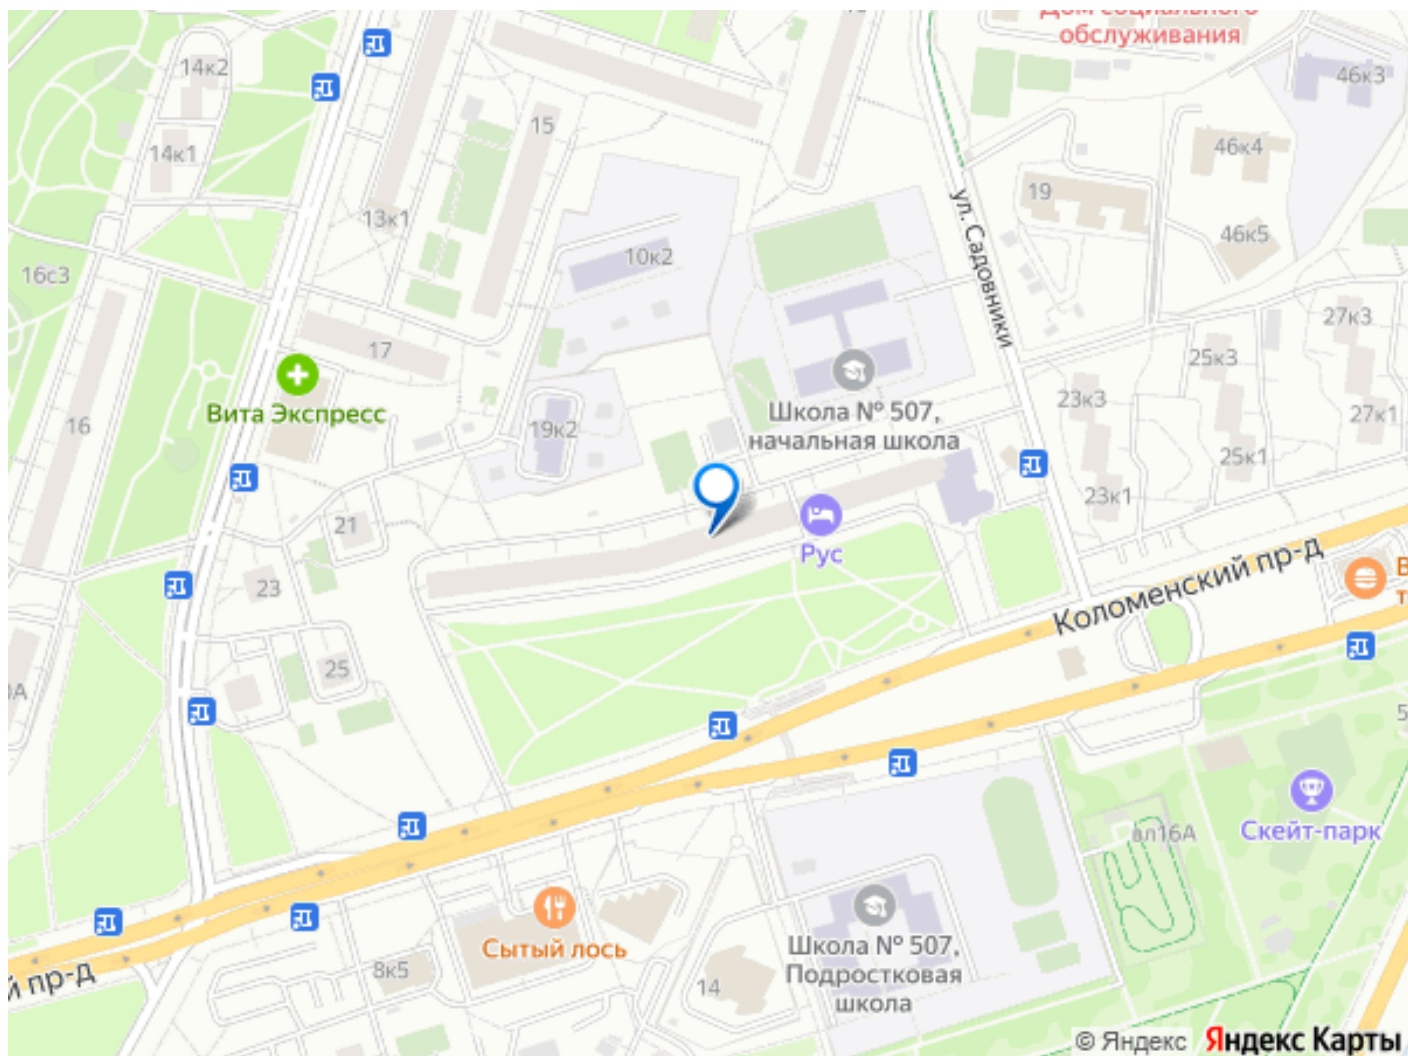 Дом социального
обслуживания
14к2
46к3
15
14к1
46к4
19
13к1
ул. Садовники
46к5
10к2
16с3
27к3
17
25к3
Вита Экспресс
23к3
Школа № 507,
начальная школа
27к1
16
19к2
25к1
23к1
21
Рус
Коломенский пр-д
23
25
вл16А
Скейт-парк
Сытый лось
Школа № 507,
Подростковая
школа
8к5
14
й пр-д
© Яндекс Яндекс Карты